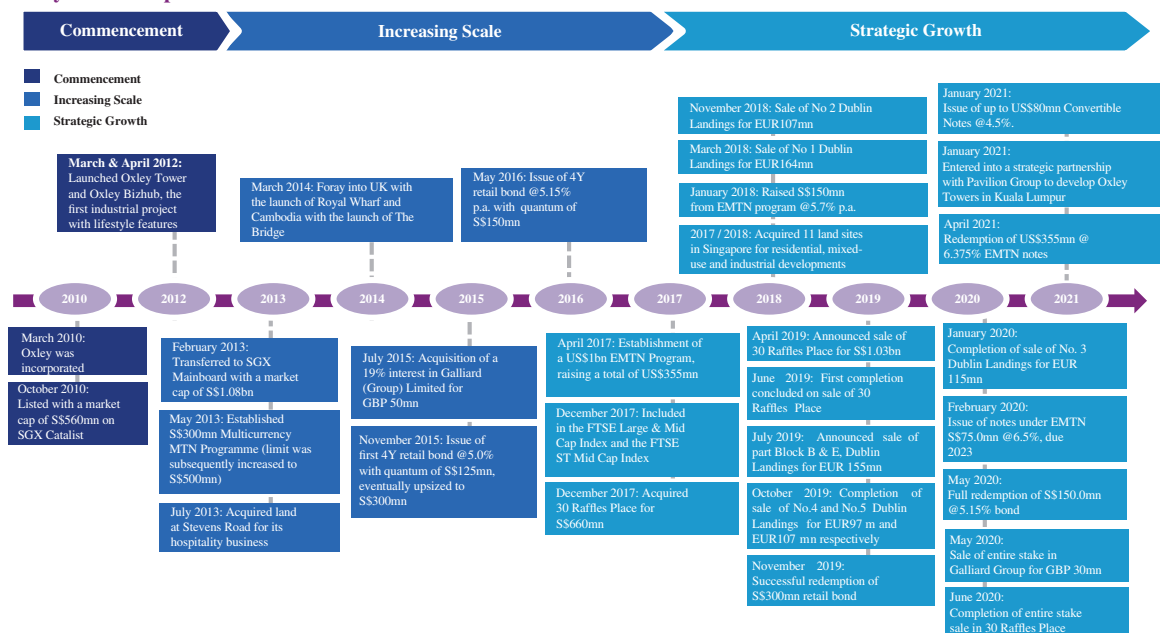 Commencement
Increasing Scale
Strategic Growth
Commencement
Increasing Scale
Strategic Growth
March & April 2012:
Launched Oxley Tower
and Oxley Bizhub, the
first industrial project
with lifestyle features
March 2014: Foray into UK with
the launch of Royal Wharf and
Cambodia with the launch of The
Bridge
May 2016: Issue of 4Y
retail bond @5.15%
p.a. with quantum of
S$150mn
November 2018: Sale of No 2 Dublin
Landings for EUR107mn
March 2018: Sale of No 1 Dublin
Landings for EUR164mn
January 2018: Raised S$150mn
from EMTN program @5.7% p.a.
2017 / 2018: Acquired 11 land sites
in Singapore for residential, mixed-
use and industrial developments
January 2021:
Issue of up to US$80mn Convertible
Notes @4.5%.
January 2021:
Entered into a strategic partnership
with Pavilion Group to develop Oxley
Towers in Kuala Lumpur
April 2021:
Redemption of US$355mn @
6.375% EMTN notes
2010
2012
2013
2014
2015
2016
2017
2018
2019
2020
2021
March 2010:
Oxley was
incorporated
October 2010:
Listed with a market
cap of S$560mn on
SGX Catalist
February 2013:
Transferred to SGX
Mainboard with a market
cap of S$1.08bn
May 2013: Established
S$300mn Multicurrency
MTN Programme (limit was
subsequently increased to
S$500mn)
July 2013: Acquired land
at Stevens Road for its
hospitality business
July 2015: Acquisition of a
19% interest in Galliard
(Group) Limited for
GBP 50mn
November 2015: Issue of
first 4Y retail bond @5.0%
with quantum of S$125mn,
eventually upsized to
S$300mn
April 2017: Establishment of
a US$1bn EMTN Program,
raising a total of US$355mn
December 2017: Included
in the FTSE Large & Mid
Cap Index and the FTSE
ST Mid Cap Index
December 2017: Acquired
30 Raffles Place for
S$660mn
April 2019: Announced sale of
30 Raffles Place for S$1.03bn
June 2019: First completion
concluded on sale of 30
Raffles Place
July 2019: Announced sale of
part Block B & E, Dublin
Landings for EUR 155mn
October 2019: Completion of
sale of No.4 and No.5 Dublin
Landings for EUR97 m and
EUR107 mn respectively
November 2019:
Successful redemption of
S$300mn retail bond
January 2020:
Completion of sale of No. 3
Dublin Landings for EUR
115mn
Frebruary 2020:
Issue of notes under EMTN
S$75.0mn @6.5%, due
2023
May 2020:
Full redemption of S$150.0mn
@5.15% bond
May 2020:
Sale of entire stake in
Galliard Group for GBP 30mn
June 2020:
Completion of entire stake
sale in 30 Raffles Place